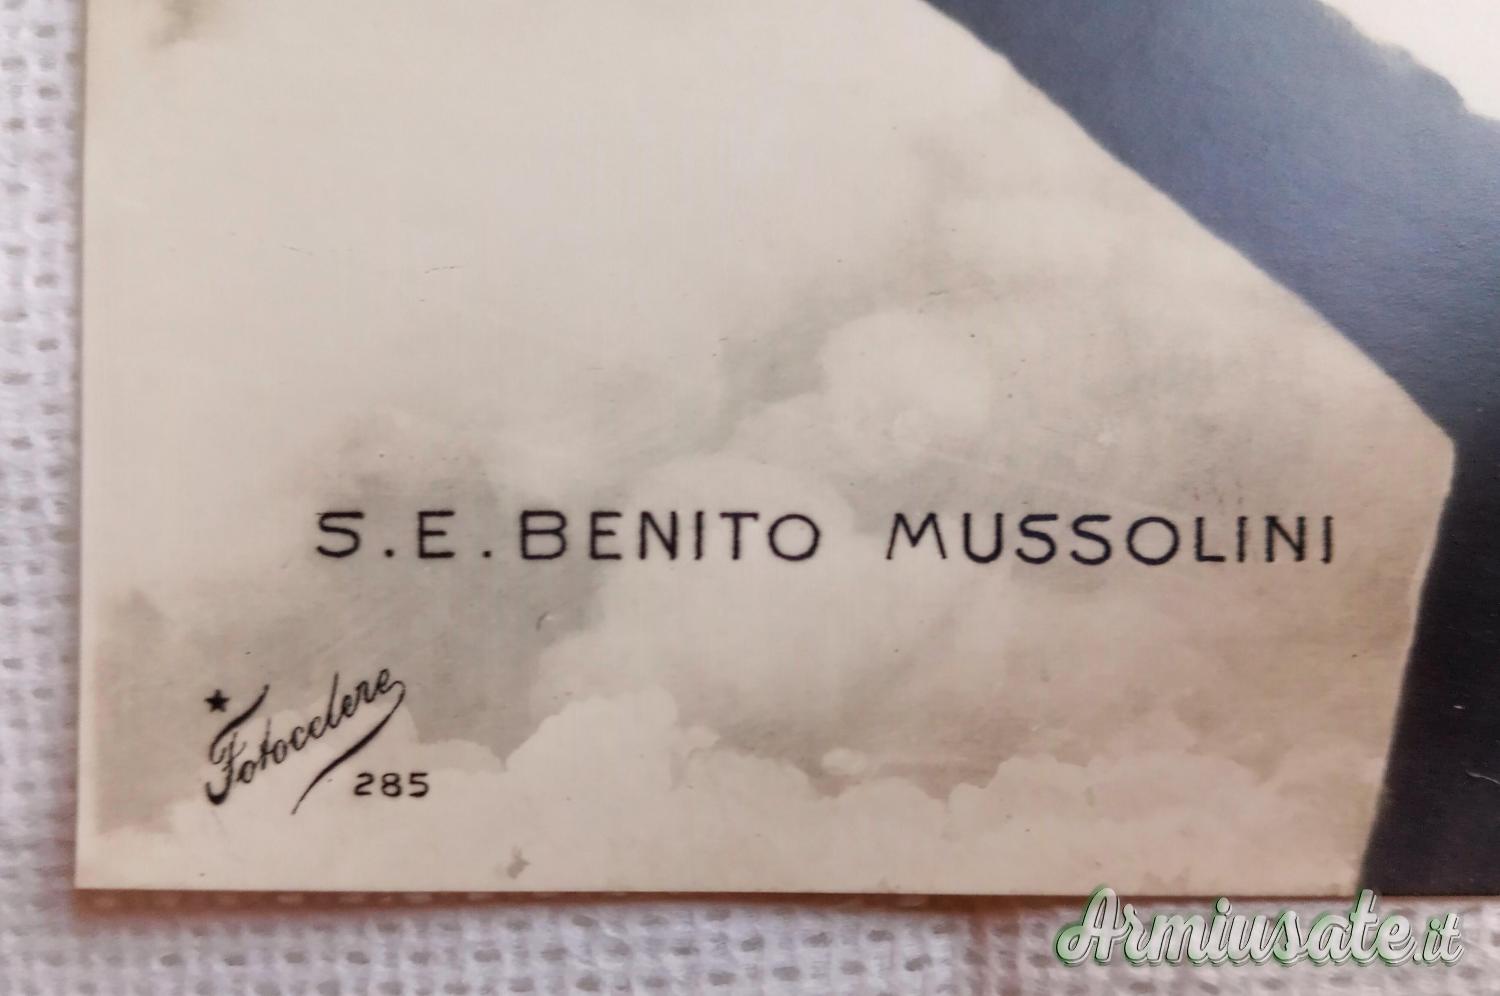 S.E. BENITO MUSSOLINI
Fotocelere
285
Armiusate.it